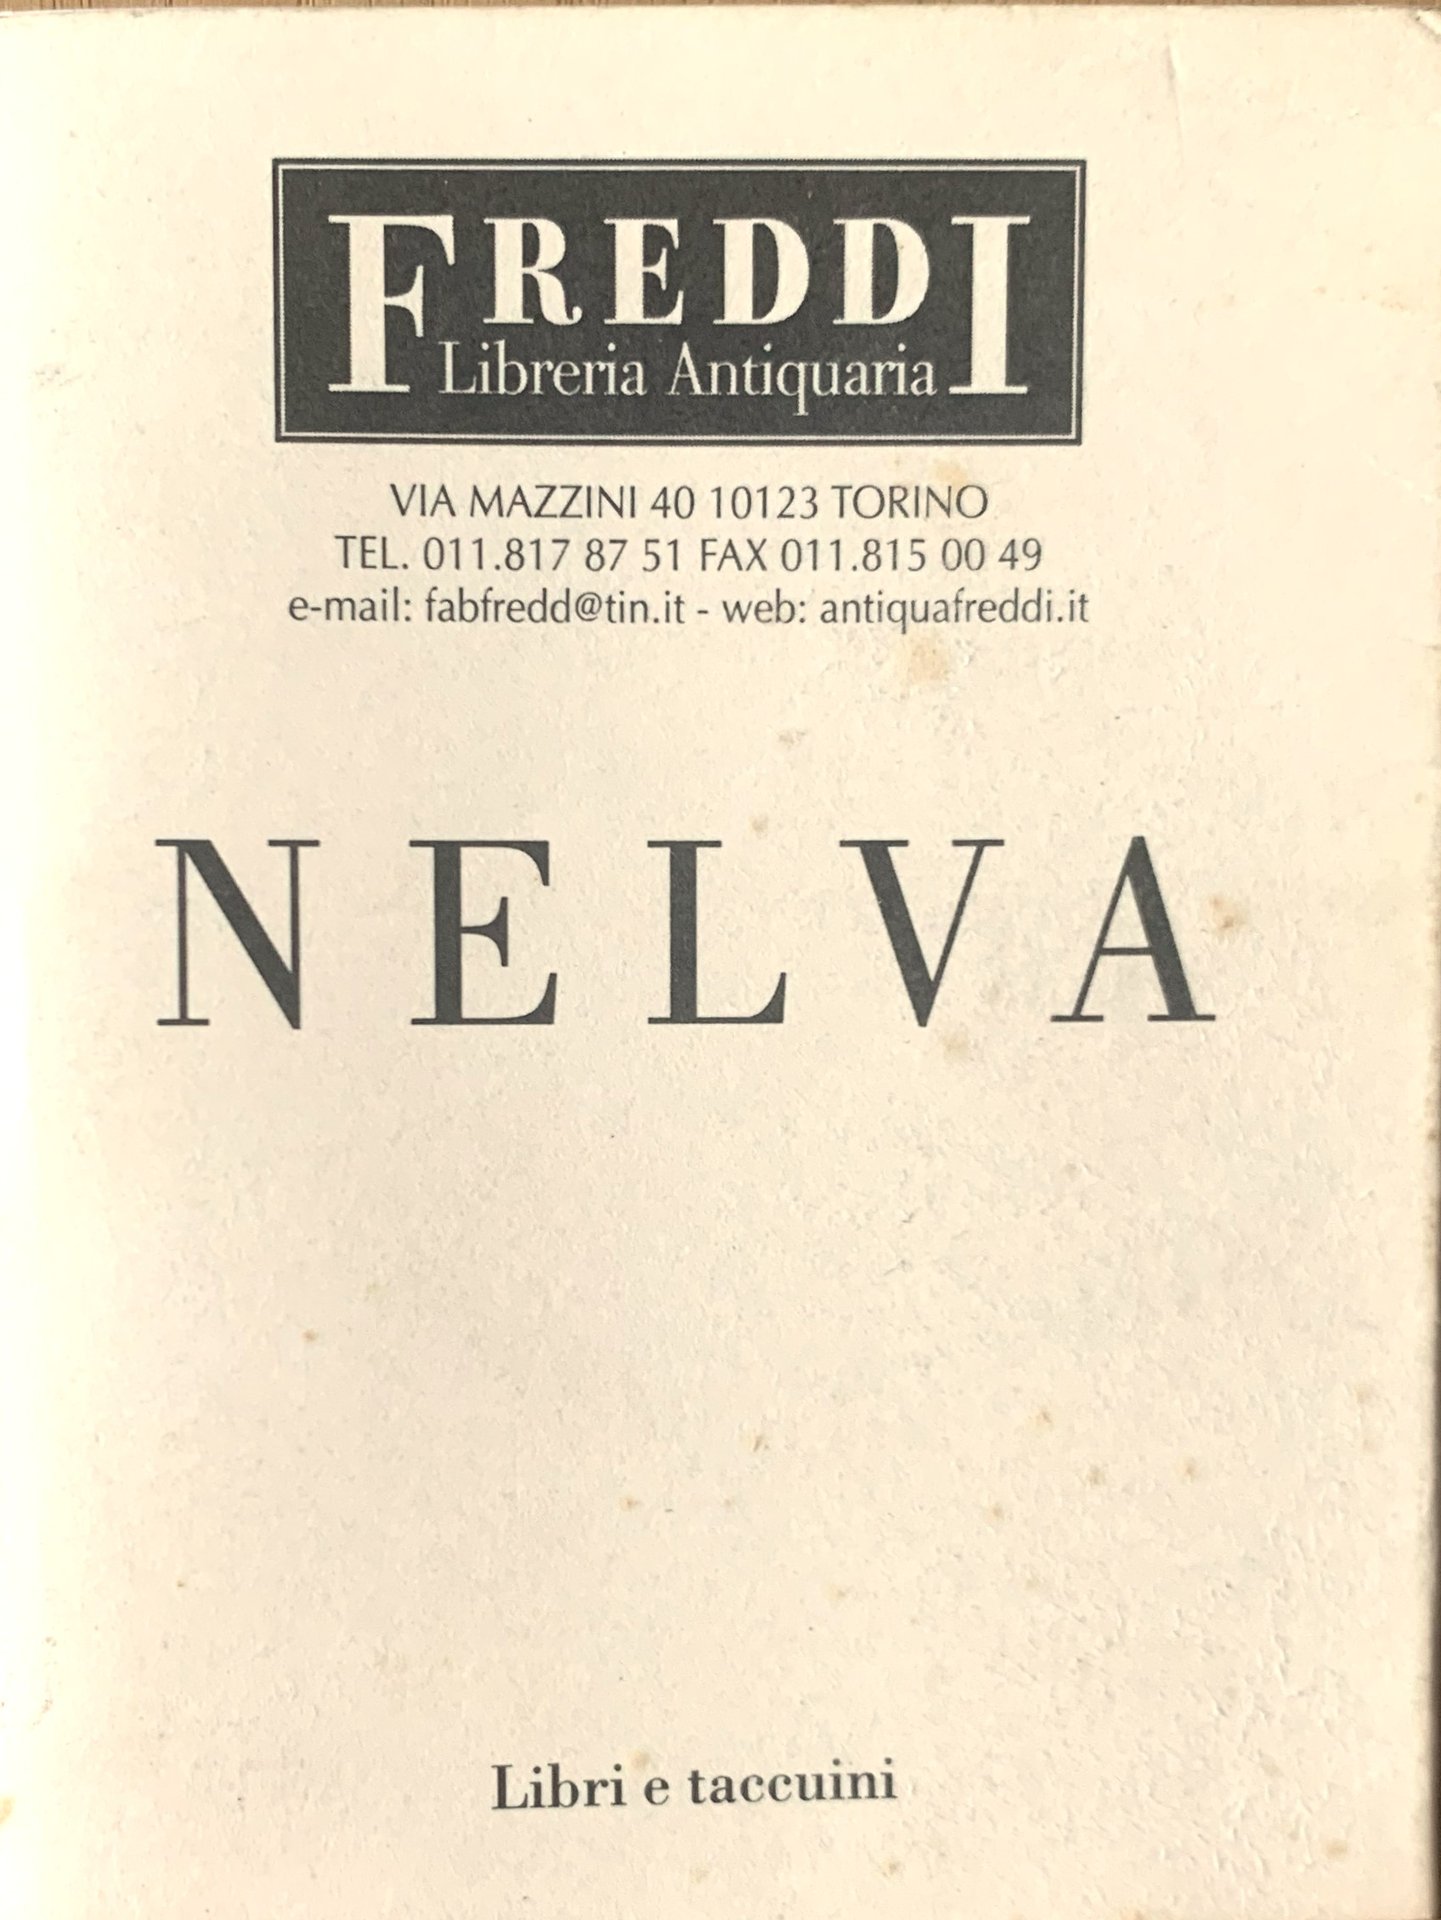 FREDDI
Libreria Antiquaria
VIA MAZZINI 40 10123 TORINO
TEL. 011.817 87 51 FAX 011.815 00 49
e-mail: fabfredd@tin.it - web: antiquafreddi.it
NELVA
Libri e taccuini